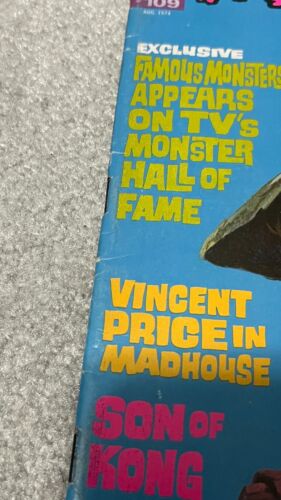 #109
AUG 1974
EXCLUSIVE
FAMOUS MONSTERS
APPEARS
ON TV'S
MONSTER
HALL OF
FAME
VINCENT
PRICE IN
MADHOUSE
SON OF
KONG